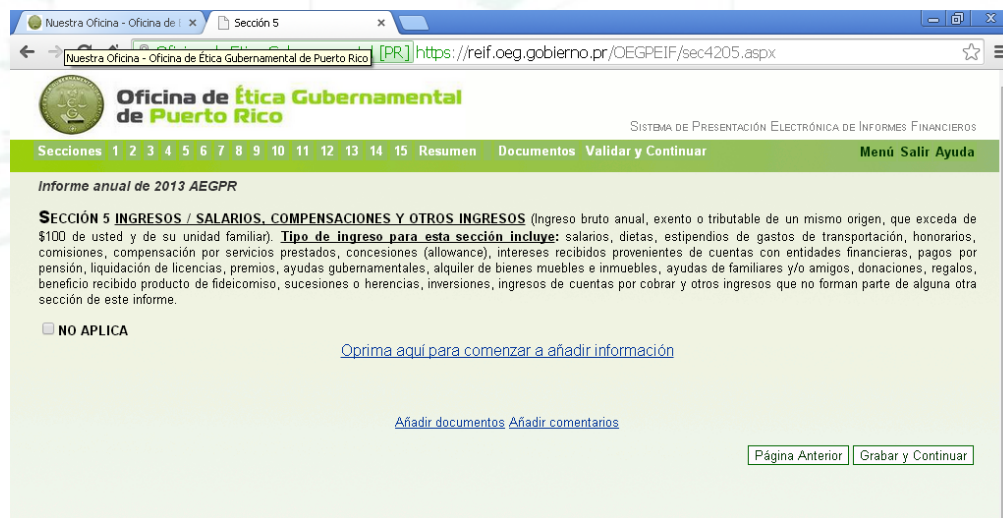 Nuestra Oficina - Oficina de
Sección 5
[PR] https://reif.oeg.gobierno.pr/OEGPEIF/sec4205.aspx
Nuestra Oficina - Oficina de Ética Gubernamental de Puerto Rico
Oficina de Ética Gubernamental
de Puerto Rico
SISTEMA DE PRESENTACIÓN ELECTRÓNICA DE INFORMES FINANCIEROS
Secciones 1 2 3 4 5 6 7 8 9 10 11 12 13 14 15 Resumen Documentos Validar y Continuar Menú Salir Ayuda
Informe anual de 2013 AEGPR
SECCIÓN 5 INGRESOS / SALARIOS, COMPENSACIONES Y OTROS INGRESOS (Ingreso bruto anual, exento o tributable de un mismo origen, que exceda de
$100 de usted y de su unidad familiar). Tipo de ingreso para esta sección incluye: salarios, dietas, estipendios de gastos de transportación, honorarios,
comisiones, compensación por servicios prestados, concesiones (allowance), intereses recibidos provenientes de cuentas con entidades financieras, pagos por
pensión, liquidación de licencias, premios, ayudas gubernamentales, alquiler de bienes muebles e inmuebles, ayudas de familiares y/o amigos, donaciones, regalos,
beneficio recibido producto de fideicomiso, sucesiones o herencias, inversiones, ingresos de cuentas por cobrar y otros ingresos que no forman parte de alguna otra
sección de este informe.
NO APLICA
Oprima aquí para comenzar a añadir información
Añadir documentos Añadir comentarios
Página Anterior Grabar y Continuar